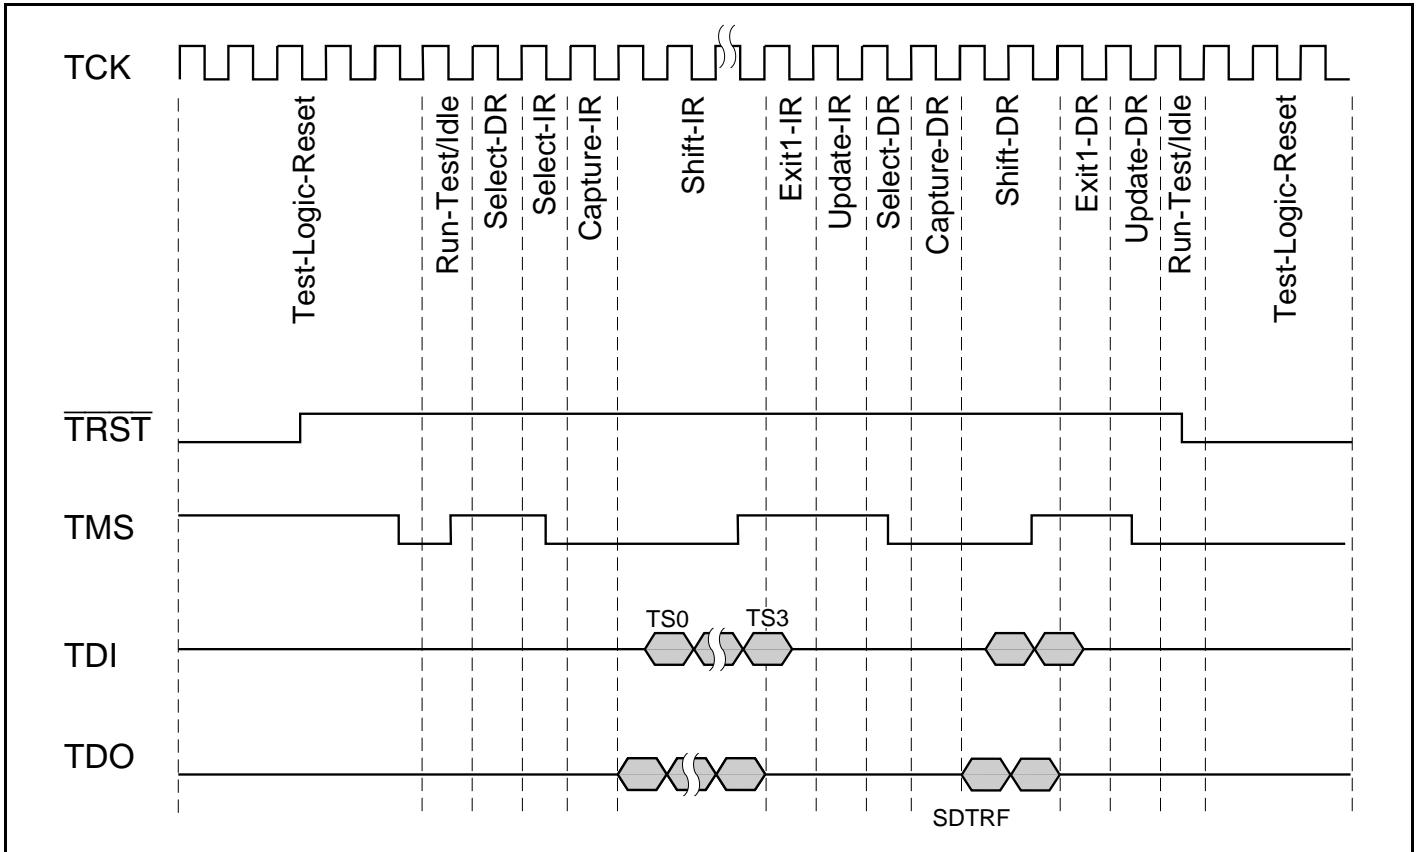 TCK
Test-Logic-Reset
Run-Test/Idle
Select-DR
Select-IR
Capture-IR
Shift-IR
Exit1-IR
Update-IR
Select-DR
Capture-DR
Shift-DR
Exit1-DR
Update-DR
Run-Test/Idle
Test-Logic-Reset
TRST
TMS
TS0
TS3
TDI
TDO
SDTRF